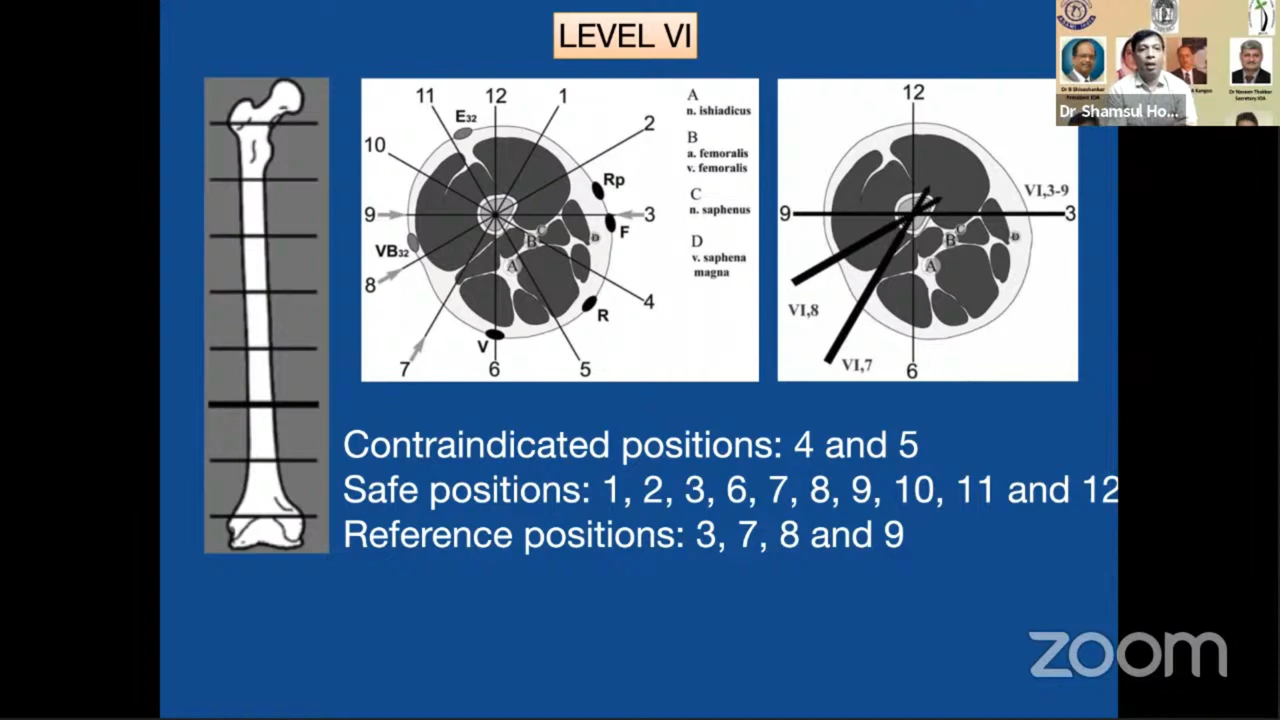 LEVEL VI
11
12
1
E32
2
10
Rp
9
3
F
VB32
B
C
D
A
8
4
R
V
7
6
5
A
n. ishiadicus
B
a. femoralis
v. femoralis
C
n. saphenus
D
v. saphena
magna
12
VI,3-9
9
3
B
C
D
A
VI,8
VI,7
6
Contraindicated positions: 4 and 5
Safe positions: 1, 2, 3, 6, 7, 8, 9, 10, 11 and 12
Reference positions: 3, 7, 8 and 9
Dr Shamsul Ho...
Secretary IOA
zoom